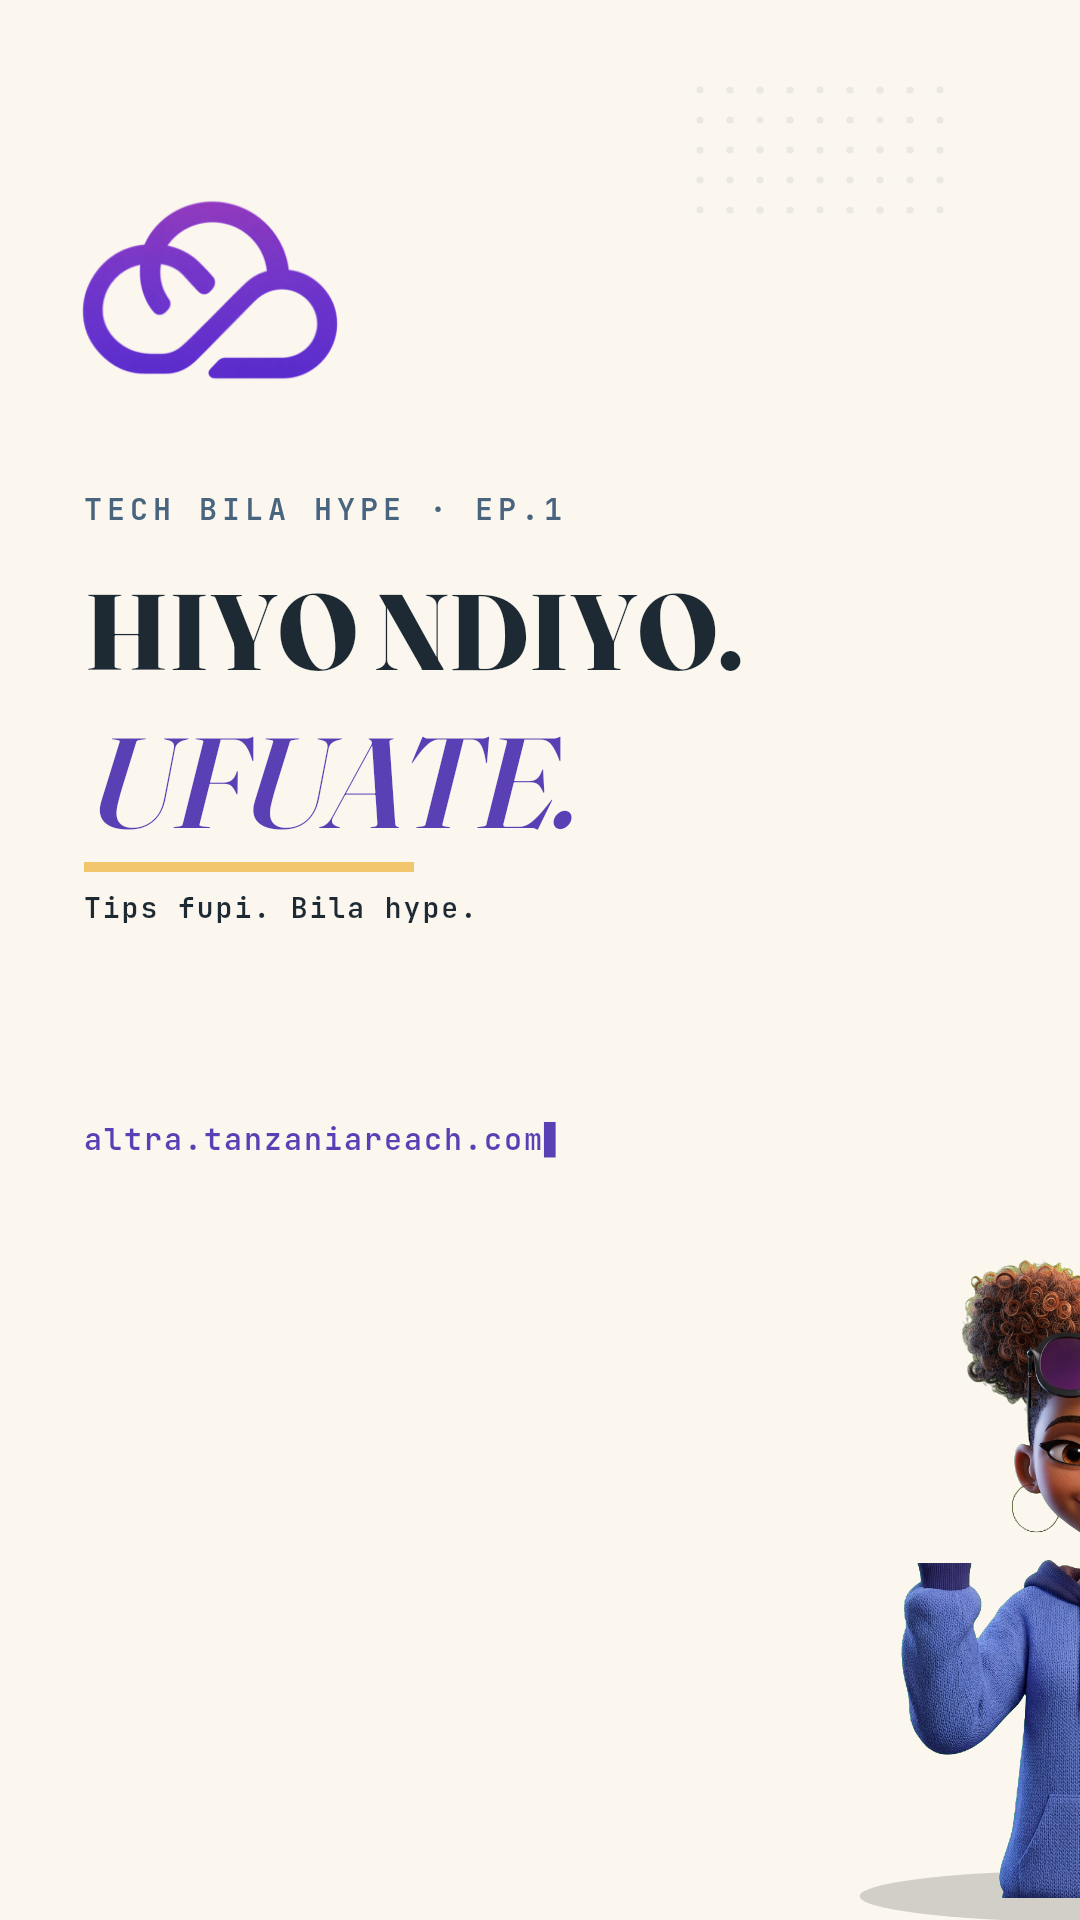 TECH BILA HYPE · EP.1
HIYO NDIYO.
UFUATE.
Tips fupi. Bila hype.
altra.tanzaniareach.com